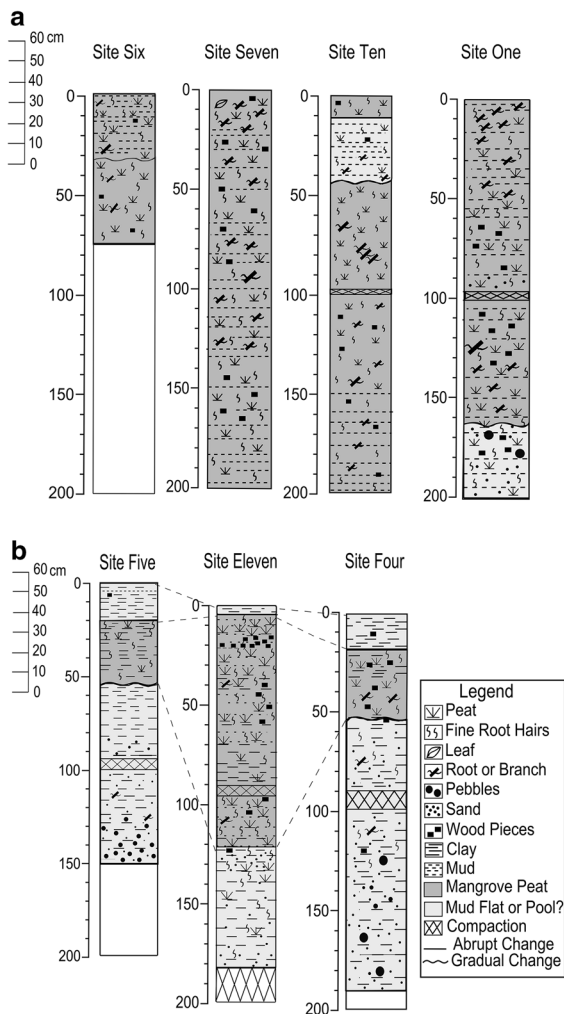 a
60 cm
50
40
30
20
10
0
Site Six
Site Seven
Site Ten
Site One
0
50
100
150
200
0
50
100
150
200
0
50
100
150
200
0
50
100
150
200
b
60 cm
50
40
30
20
10
0
Site Five
Site Eleven
Site Four
0
50
100
150
200
0
50
100
150
200
0
50
100
150
200
Legend
Peat
Fine Root Hairs
Leaf
Root or Branch
Pebbles
Sand
Wood Pieces
Clay
Mud
Mangrove Peat
Mud Flat or Pool?
Compaction
Abrupt Change
Gradual Change